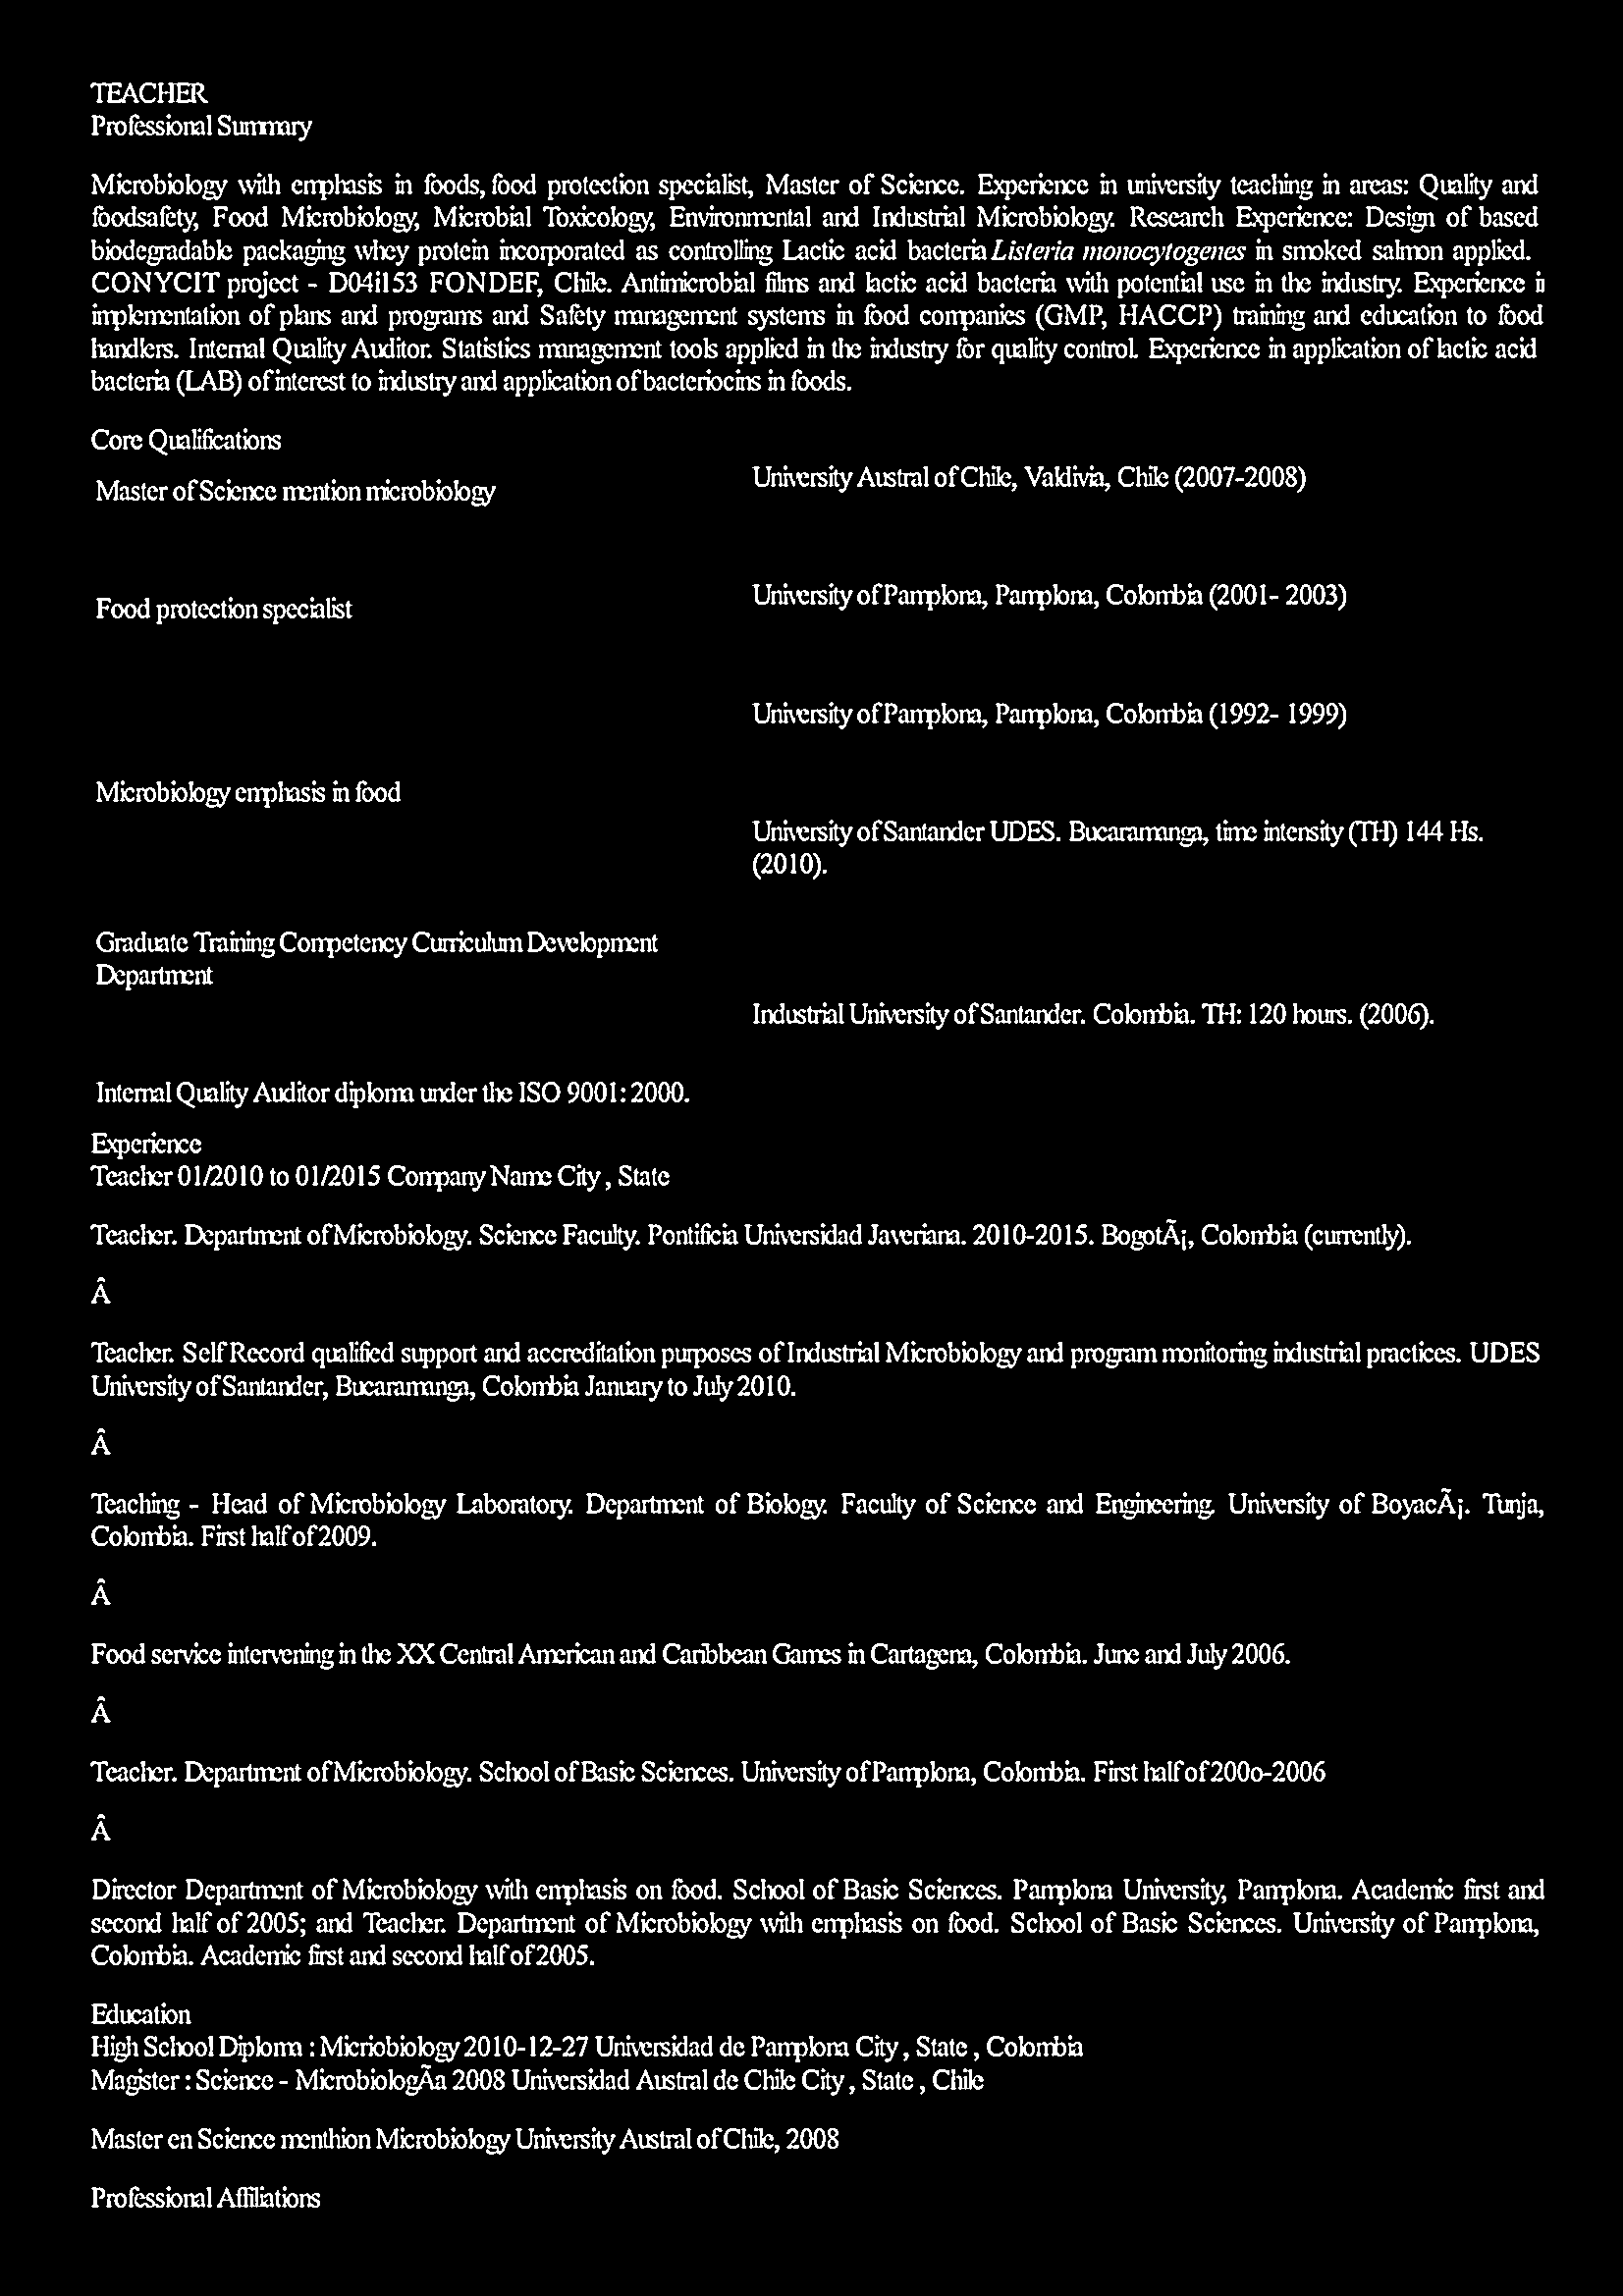 TEACHER
Professional Summary
Microbiology with emphasis in foods, food protection specialist, Master of Science. Experience in university teaching in areas: Quality and
foodsafety, Food Microbiology, Microbial Toxicology, Environmental and Industrial Microbiology. Research Experience: Design of based
biodegradable packaging whey protein incorporated as controlling Lactic acid bacteria Listeria monocytogenes in smoked salmon applied.
CONYCIT project - D04i153 FONDEF, Chile. Antimicrobial films and lactic acid bacteria with potential use in the industry. Experience in
implementation of plans and programs and Safety management systems in food companies (GMP, HACCP) training and education to food
handlers. Internal Quality Auditor. Statistics management tools applied in the industry for quality control. Experience in application of lactic acid
bacteria (LAB) of interest to industry and application of bacteriocins in foods.
Core Qualifications
Master of Science mention microbiology
University Austral of Chile, Valdivia, Chile (2007-2008)
Food protection specialist
University of Pamplona, Pamplona, Colombia (2001- 2003)
University of Pamplona, Pamplona, Colombia (1992- 1999)
Microbiology emphasis in food
University of Santander UDES. Bucaramanga, time intensity (TH) 144 Hs.
(2010).
Graduate Training Competency Curriculum Development
Department
Industrial University of Santander. Colombia. TH: 120 hours. (2006).
Internal Quality Auditor diploma under the ISO 9001: 2000.
Experience
Teacher 01/2010 to 01/2015 Company Name City , State
Teacher. Department of Microbiology. Science Faculty. Pontificia Universidad Javeriana. 2010-2015. BogotÃ¡, Colombia (currently).
Â
Teacher. Self Record qualified support and accreditation purposes of Industrial Microbiology and program monitoring industrial practices. UDES
University of Santander, Bucaramanga, Colombia January to July 2010.
Â
Teaching - Head of Microbiology Laboratory. Department of Biology. Faculty of Science and Engineering. University of BoyacÃ¡. Tunja,
Colombia. First half of 2009.
Â
Food service intervening in the XX Central American and Caribbean Games in Cartagena, Colombia. June and July 2006.
Â
Teacher. Department of Microbiology. School of Basic Sciences. University of Pamplona, Colombia. First half of 200o-2006
Â
Director Department of Microbiology with emphasis on food. School of Basic Sciences. Pamplona University, Pamplona. Academic first and
second half of 2005; and Teacher. Department of Microbiology with emphasis on food. School of Basic Sciences. University of Pamplona,
Colombia. Academic first and second half of 2005.
Education
High School Diploma : Micriobiology 2010-12-27 Universidad de Pamplona City , State , Colombia
Magister : Science - MicrobiologÃ­a 2008 Universidad Austral de Chile City , State , Chile
Master en Science menthion Microbiology University Austral of Chile, 2008
Professional Affiliations